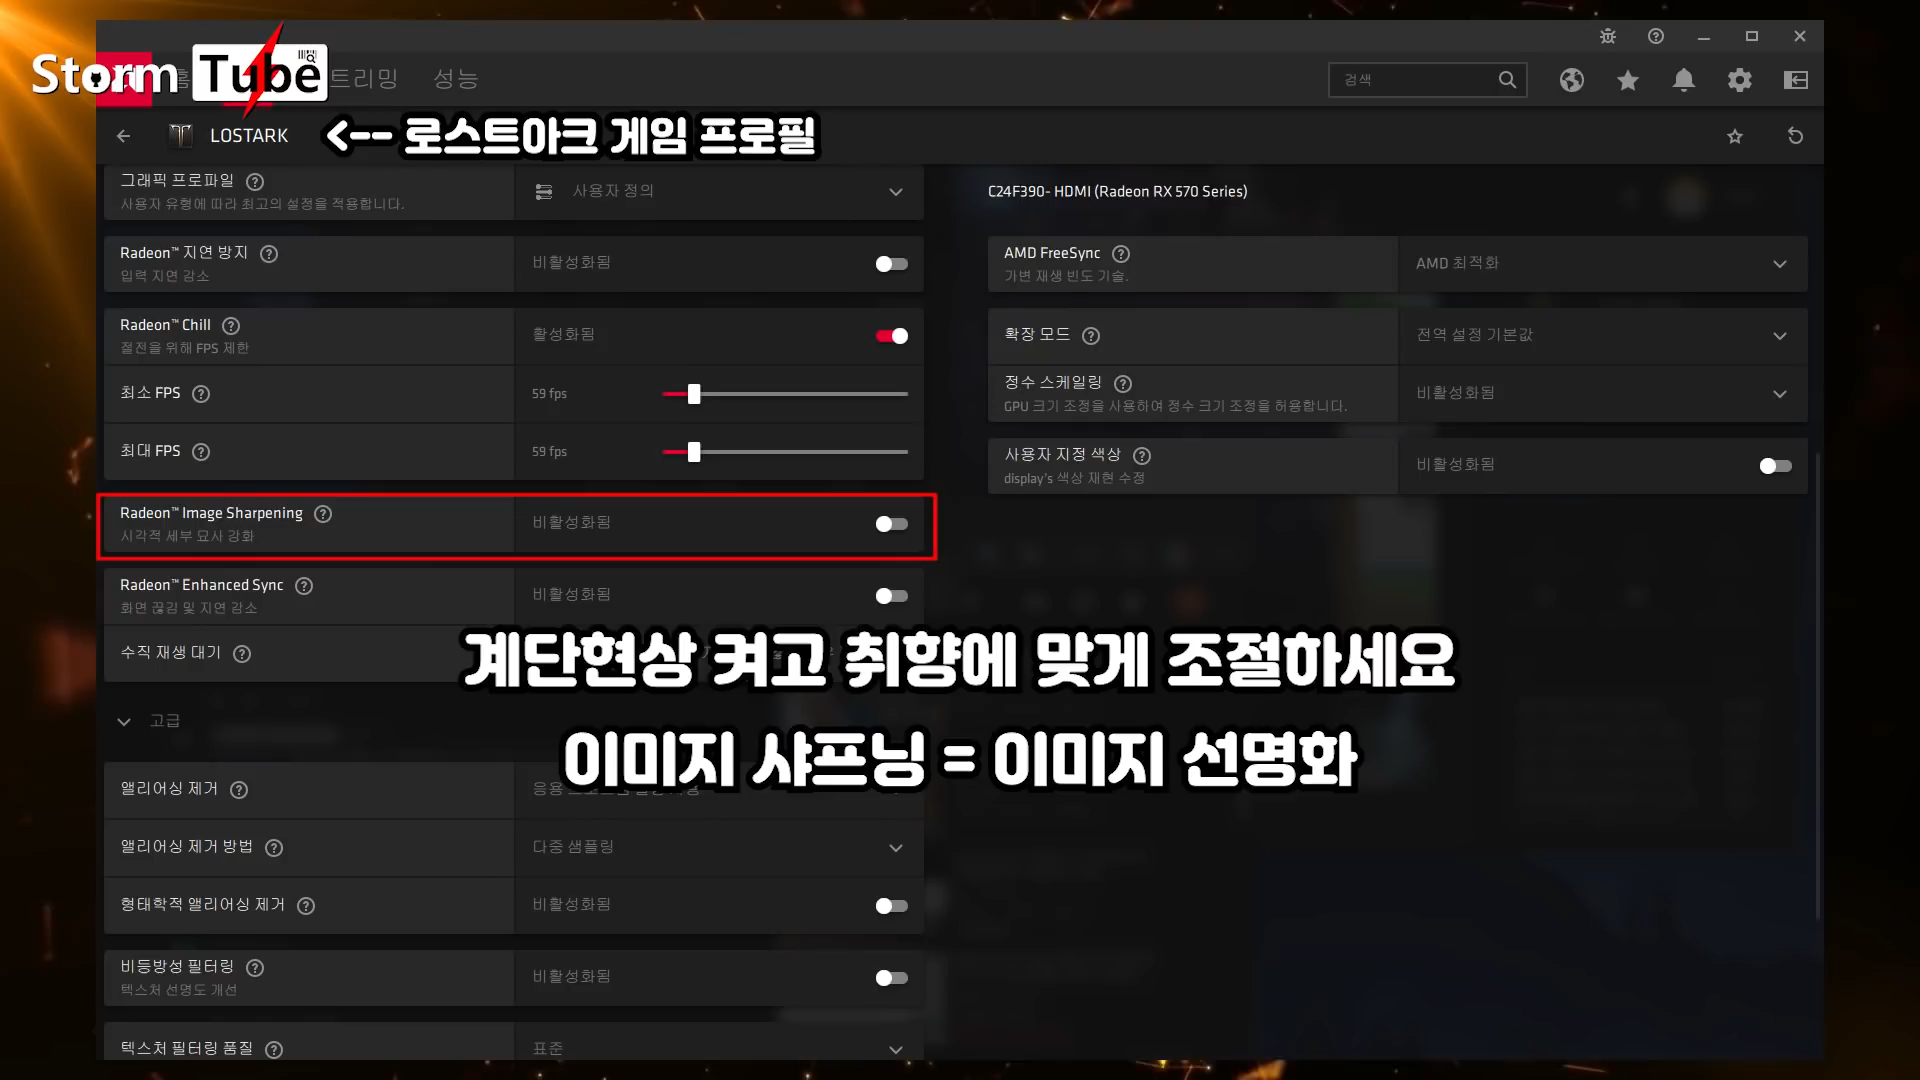 Storm Tube
트리밍 성능
검색
LOSTARK <-- 로스트아크 게임 프로필
그래픽 프로파일
사용자 유형에 따라 최고의 설정을 적용합니다.
사용자 정의
Radeon™ 지연 방지
입력 지연 감소
비활성화됨
Radeon™ Chill
절전을 위해 FPS 제한
활성화됨
최소 FPS
59 fps
최대 FPS
59 fps
Radeon™ Image Sharpening
시각적 세부 묘사 강화
비활성화됨
Radeon™ Enhanced Sync
화면 끊김 및 지연 감소
비활성화됨
수직 재생 대기
고급
앨리어싱 제거
앨리어싱 제거 방법
다중 샘플링
형태학적 앨리어싱 제거
비활성화됨
비등방성 필터링
텍스처 선명도 개선
비활성화됨
텍스처 필터링 품질
표준
C24F390- HDMI (Radeon RX 570 Series)
AMD FreeSync
가변 재생 빈도 기술.
AMD 최적화
확장 모드
전역 설정 기본값
정수 스케일링
GPU 크기 조정을 사용하여 정수 크기 조정을 허용합니다.
비활성화됨
사용자 지정 색상
display's 색상 재현 수정
비활성화됨
계단현상 켜고 취향에 맞게 조절하세요
이미지 샤프닝 = 이미지 선명화